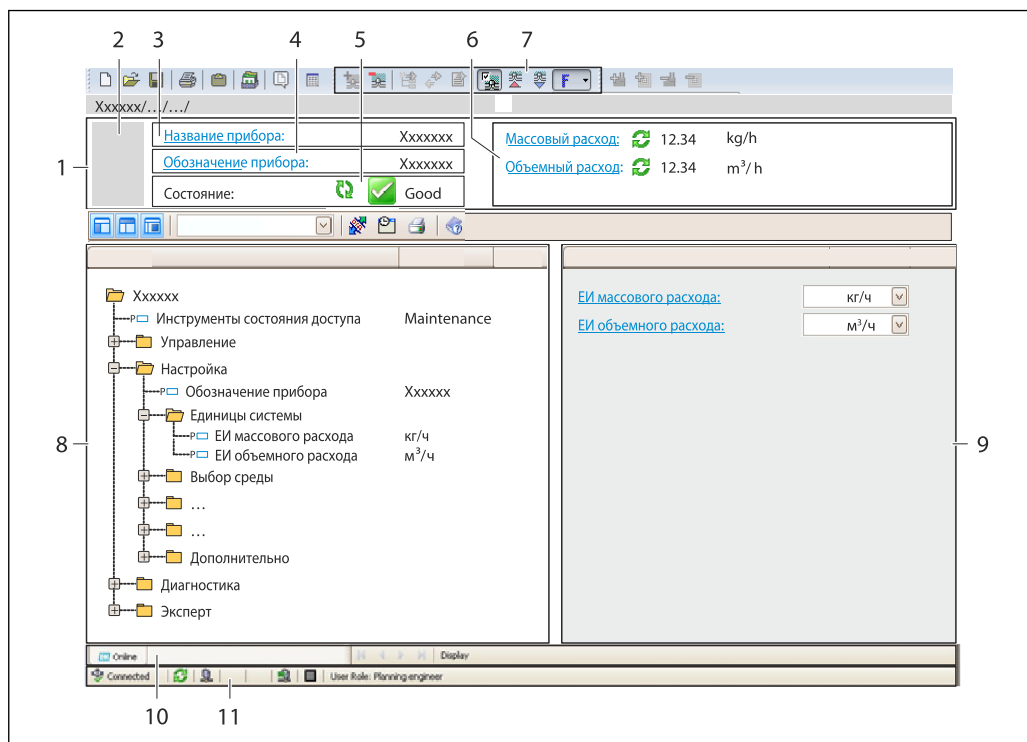 2 3 4 5 6 7
F
Xxxxxx/.../.../
1
Название прибора: Xxxxxxx
Обозначение прибора: Xxxxxxx
Состояние: Good
Массовый расход: 12.34 kg/h
Объемный расход: 12.34 m³/h
8
Xxxxxx
P Инструменты состояния доступа Maintenance
Управление
Настройка
P Обозначение прибора Xxxxxx
Единицы системы
P ЕИ массового расхода кг/ч
P ЕИ объемного расхода м³/ч
Выбор среды
...
...
Дополнительно
Диагностика
Эксперт
ЕИ массового расхода: кг/ч
ЕИ объемного расхода: м³/ч
9
Online Display
Connected User Role: Planning engineer
10 11